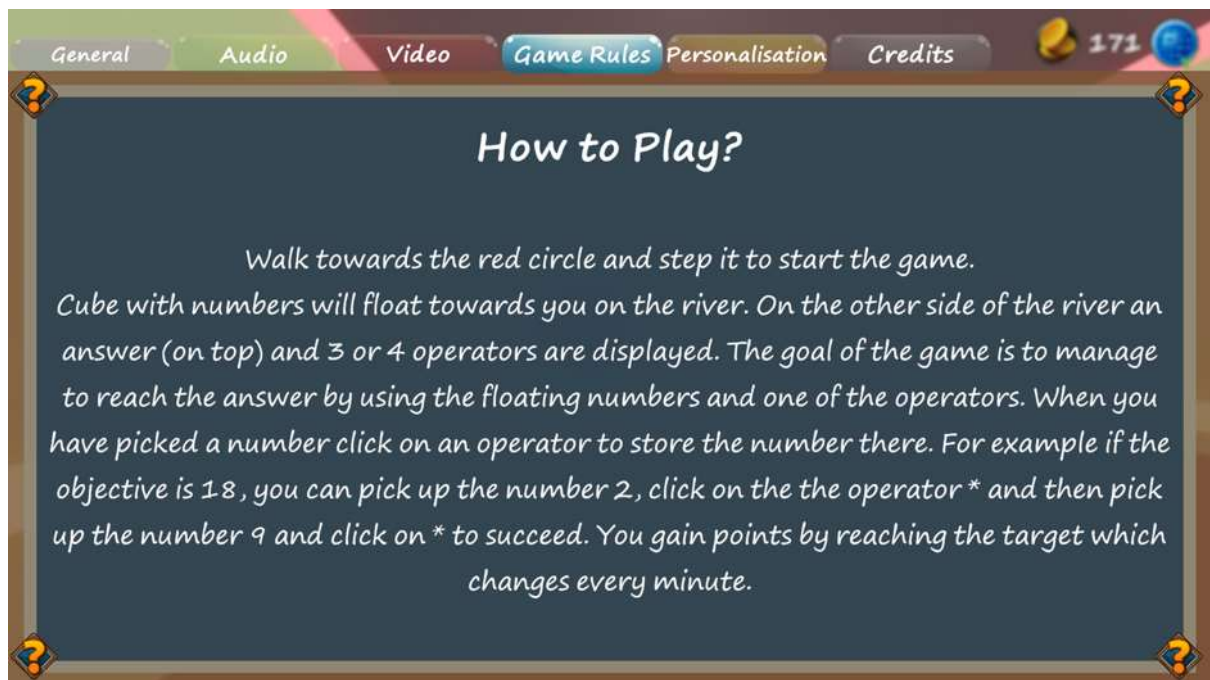 General Audio Video Game Rules Personalisation Credits 171
How to Play?
Walk towards the red circle and step it to start the game.
Cube with numbers will float towards you on the river. On the other side of the river an
answer (on top) and 3 or 4 operators are displayed. The goal of the game is to manage
to reach the answer by using the floating numbers and one of the operators. When you
have picked a number click on an operator to store the number there. For example if the
objective is 18, you can pick up the number 2, click on the the operator * and then pick
up the number 9 and click on * to succeed. You gain points by reaching the target which
changes every minute.